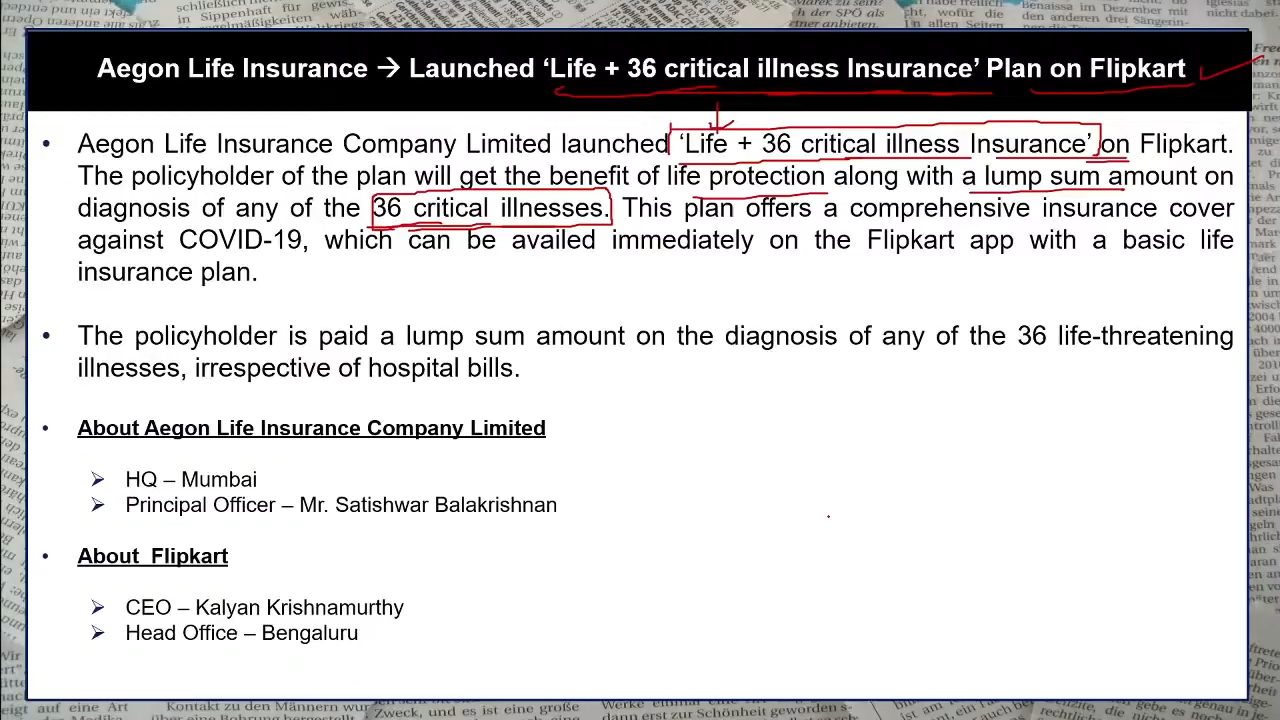 Aegon Life Insurance → Launched ‘Life + 36 critical illness Insurance’ Plan on Flipkart
• Aegon Life Insurance Company Limited launched ‘Life + 36 critical illness Insurance’ on Flipkart.
The policyholder of the plan will get the benefit of life protection along with a lump sum amount on
diagnosis of any of the 36 critical illnesses. This plan offers a comprehensive insurance cover
against COVID-19, which can be availed immediately on the Flipkart app with a basic life
insurance plan.
• The policyholder is paid a lump sum amount on the diagnosis of any of the 36 life-threatening
illnesses, irrespective of hospital bills.
• About Aegon Life Insurance Company Limited
➢ HQ – Mumbai
➢ Principal Officer – Mr. Satishwar Balakrishnan
• About Flipkart
➢ CEO – Kalyan Krishnamurthy
➢ Head Office – Bengaluru